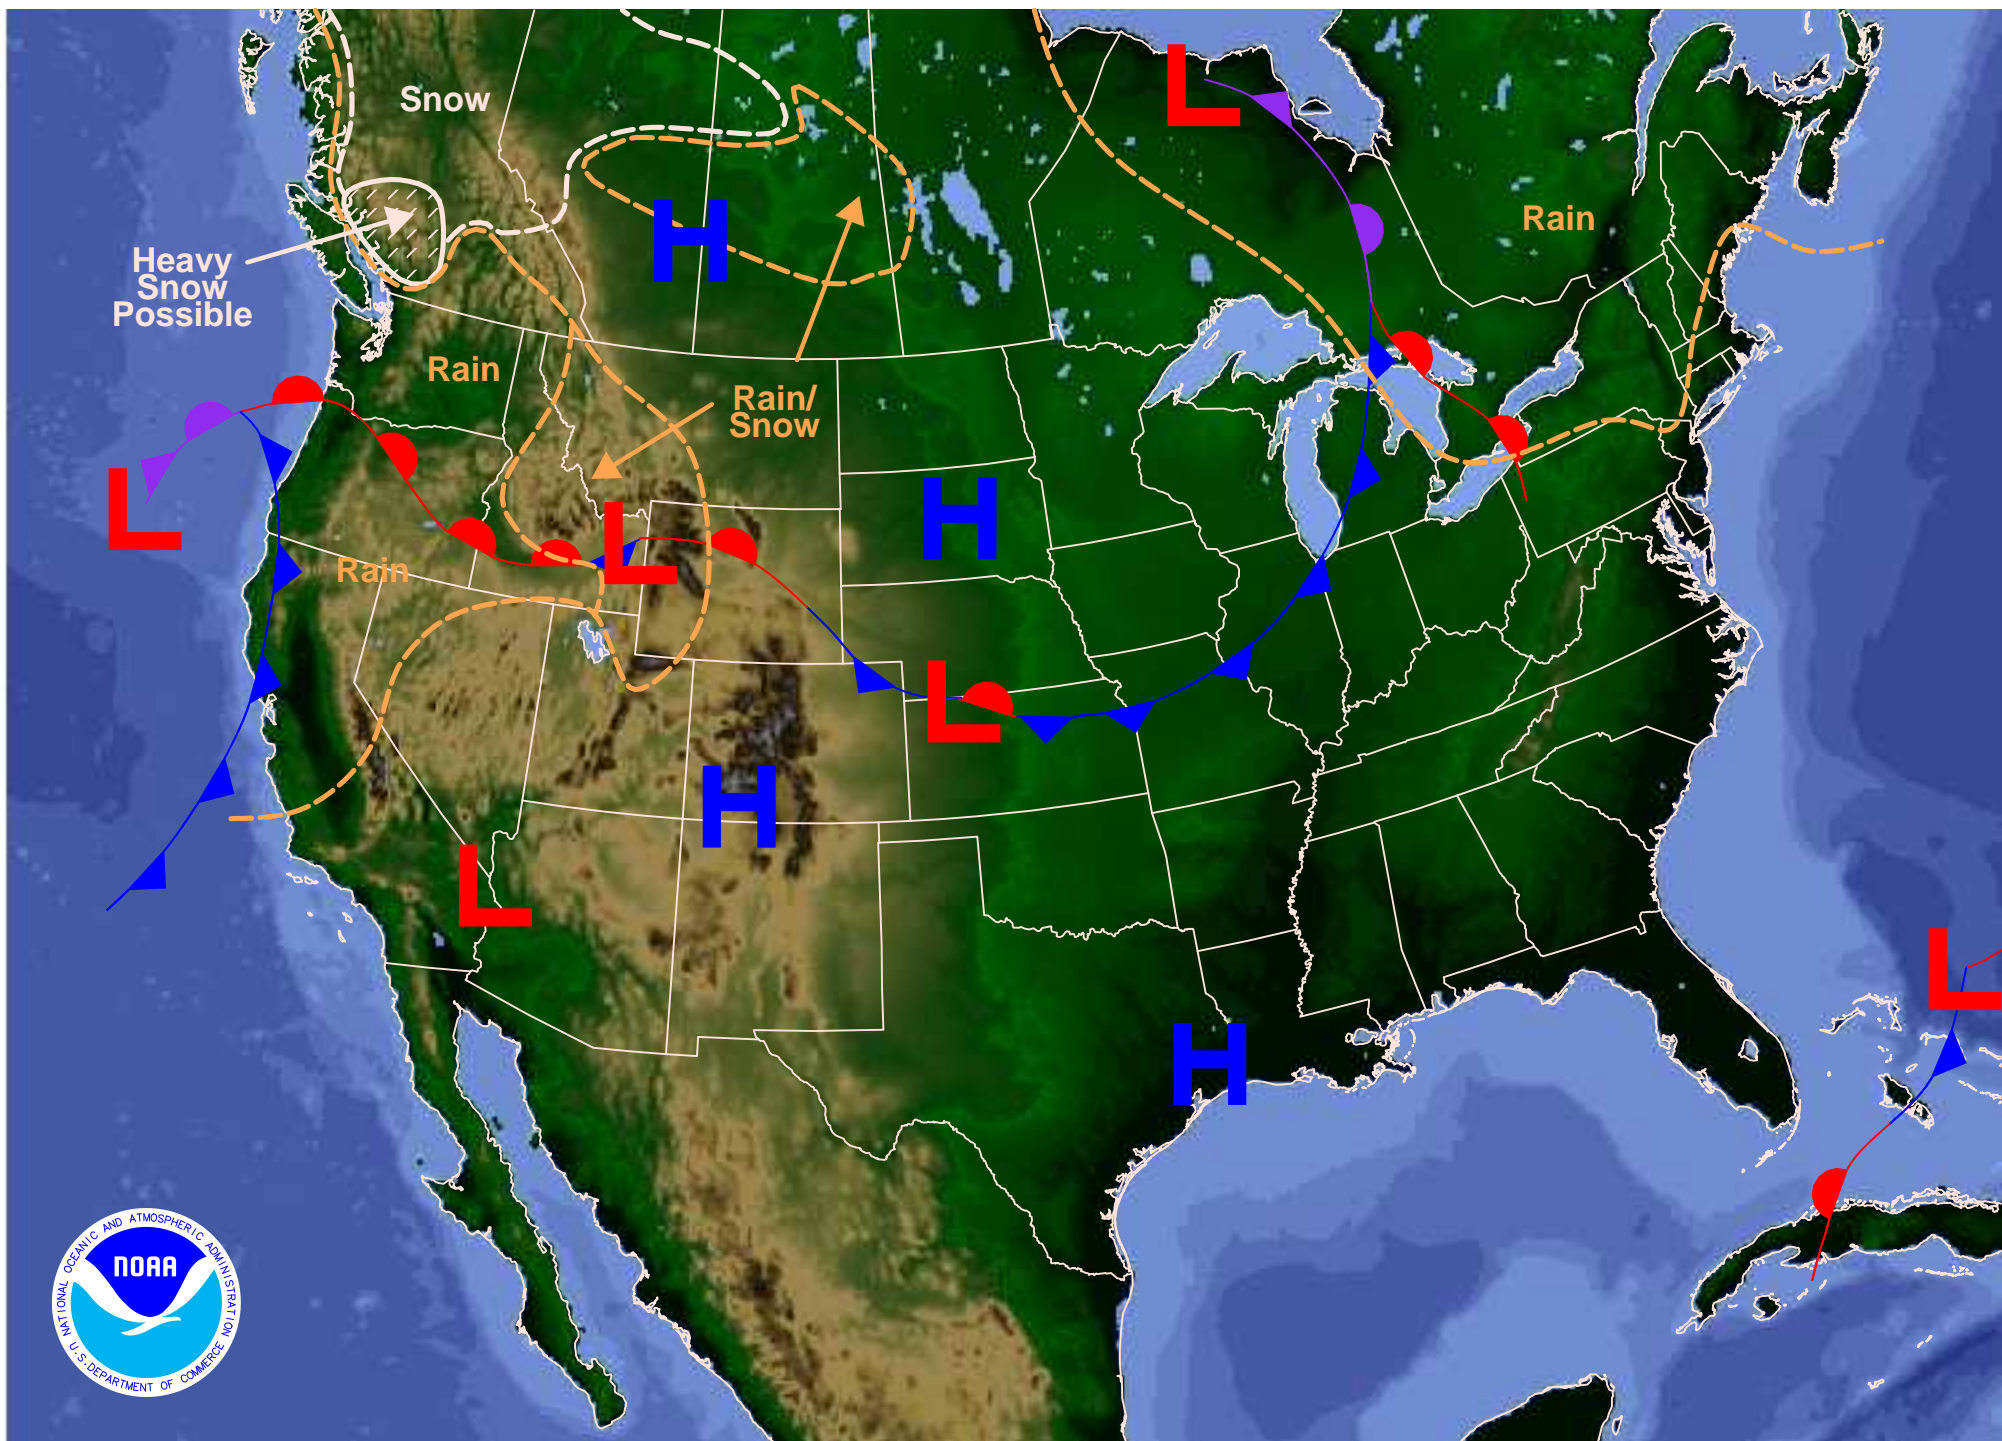 Snow
Heavy
Snow
Possible
Rain
Rain
Rain/
Snow
Rain
L
H
L
L
H
L
H
L
L
H
NATIONAL OCEANIC AND ATMOSPHERIC ADMINISTRATION
NOAA
U.S. DEPARTMENT OF COMMERCE